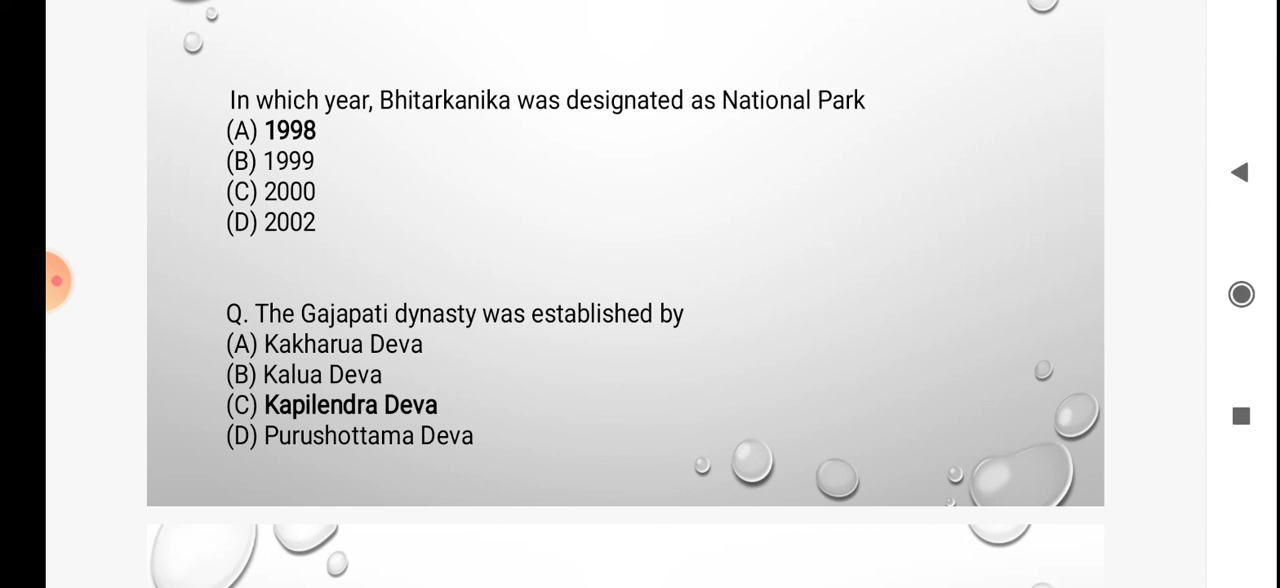 In which year, Bhitarkanika was designated as National Park
(A) 1998
(B) 1999
(C) 2000
(D) 2002
Q. The Gajapati dynasty was established by
(A) Kakharua Deva
(B) Kalua Deva
(C) Kapilendra Deva
(D) Purushottama Deva